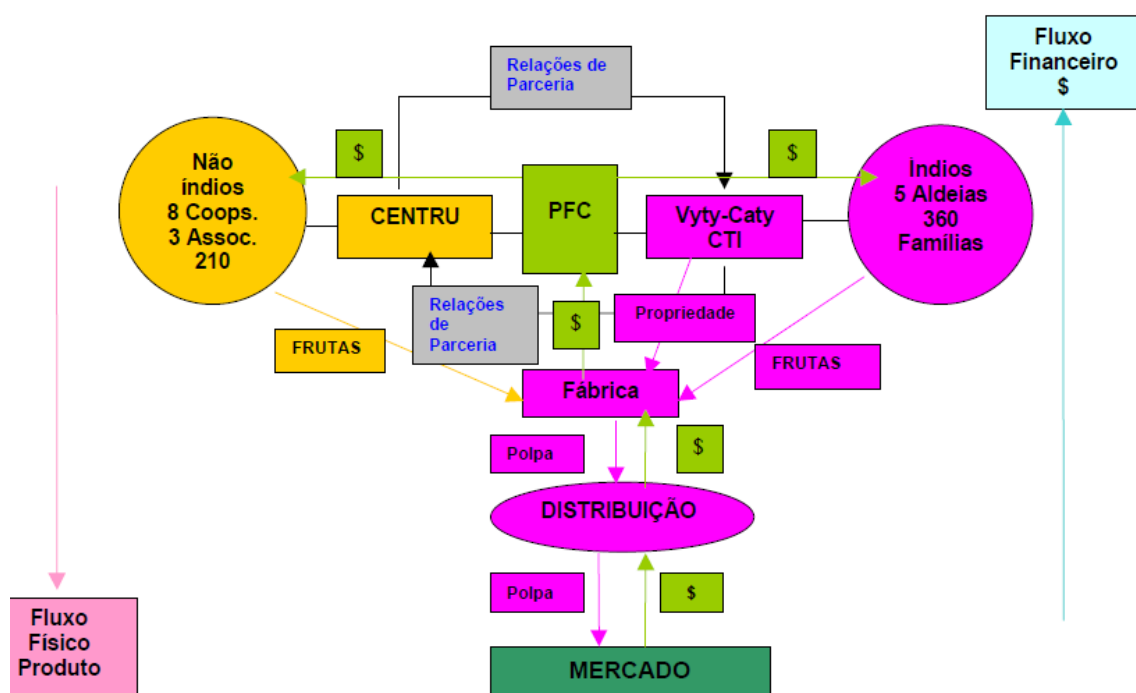 Relações de
Parceria
Fluxo
Financeiro
$
$
$
Não
índios
8 Coops.
3 Assoc.
210
CENTRU
PFC
Vyty-Caty
CTI
Índios
5 Aldeias
360
Famílias
Relações
de
Parceria
$
Propriedade
FRUTAS
FRUTAS
Fábrica
Polpa
$
DISTRIBUIÇÃO
Polpa
$
Fluxo
Físico
Produto
MERCADO